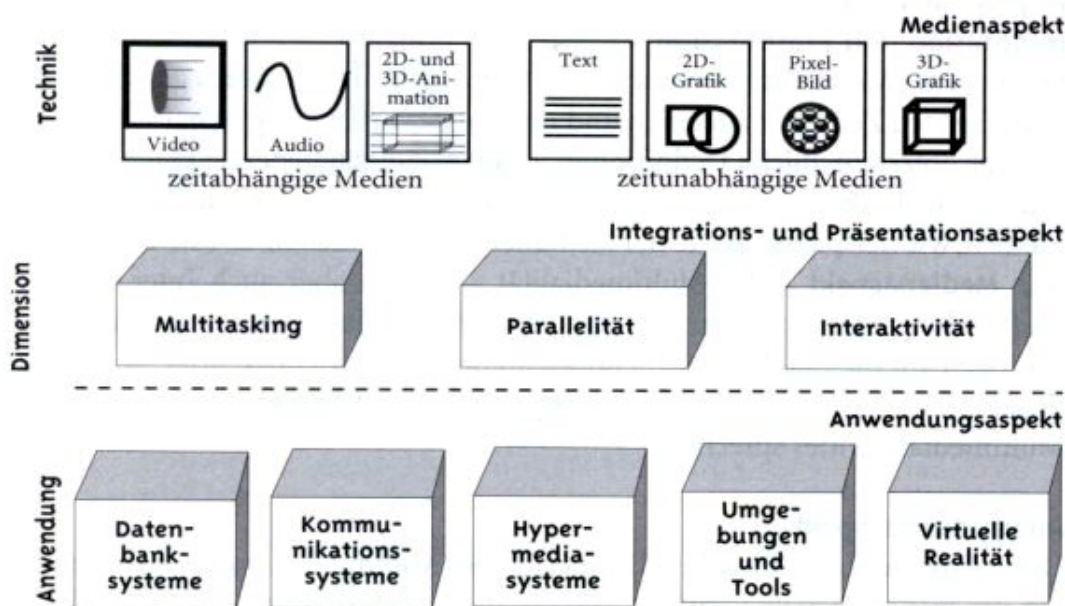 Medienaspekt
Technik
Video
Audio
2D- und
3D-Ani-
mation
Text
2D-
Grafik
Pixel-
Bild
3D-
Grafik
zeitabhängige Medien
zeitunabhängige Medien
Integrations- und Präsentationsaspekt
Dimension
Multitasking
Parallelität
Interaktivität
Anwendungsaspekt
Anwendung
Daten-
bank-
systeme
Kommu-
nikations-
systeme
Hyper-
media-
systeme
Umge-
bungen
und
Tools
Virtuelle
Realität